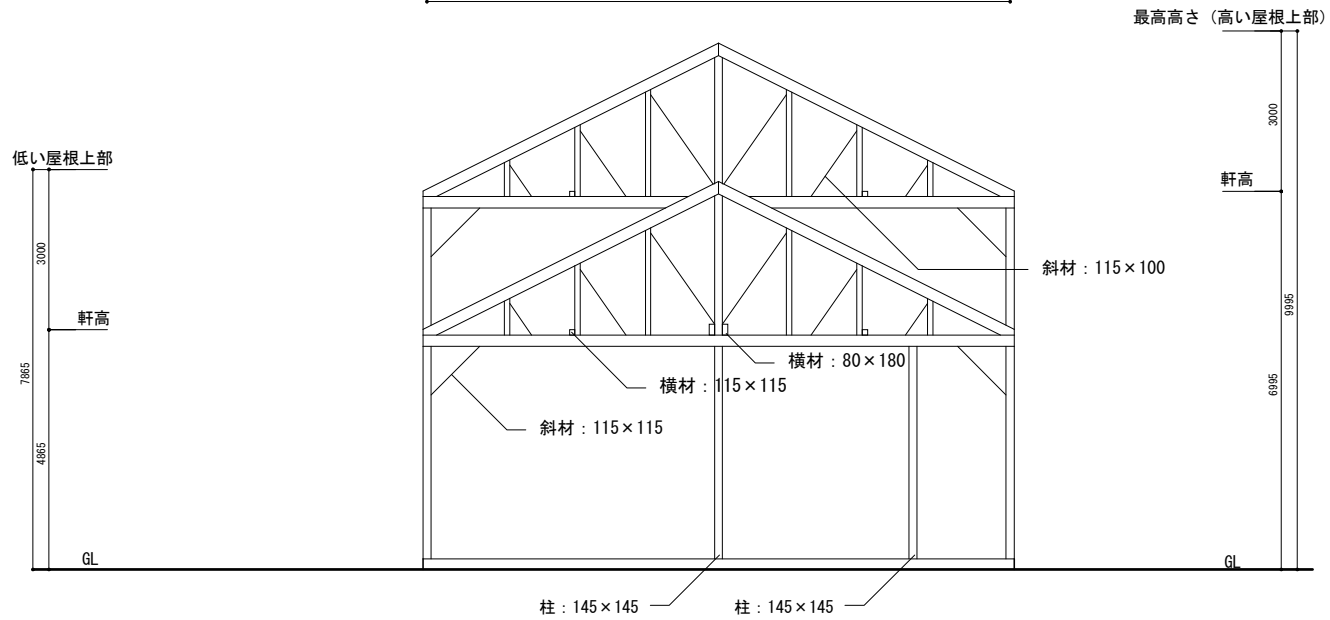 最高高さ（高い屋根上部）
3000
低い屋根上部
軒高
3000
斜材：115×100
9995
軒高
横材：80×180
7865
横材：115×115
6995
斜材：115×115
4865
GL
GL
柱：145×145
柱：145×145